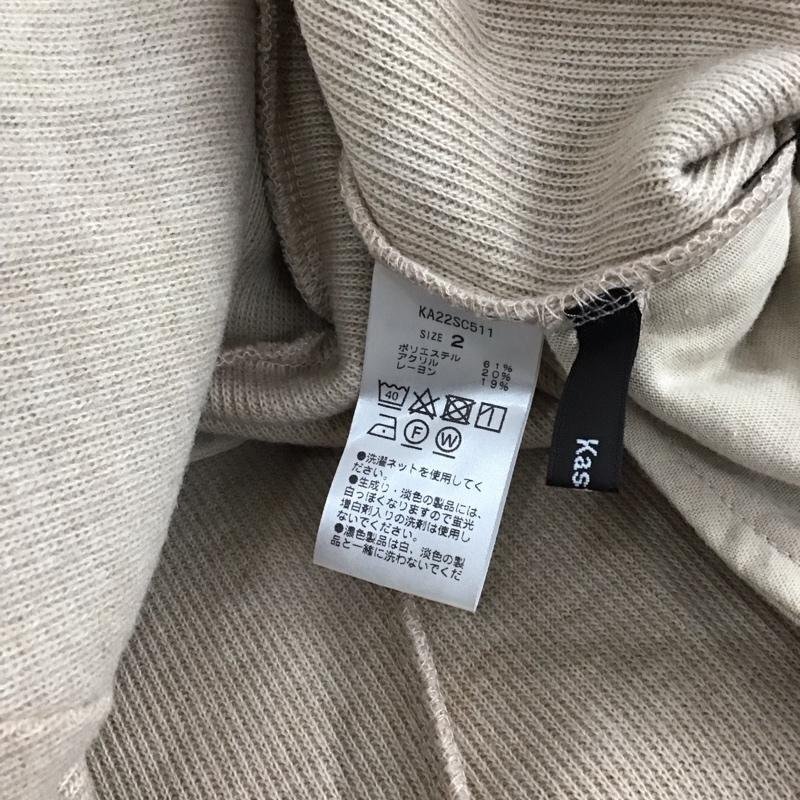 KA22SC511
SIZE 2
ポリエステル 61%
アクリル 20%
レーヨン 19%
40
F W
●洗濯ネットを使用してく
ださい。
●生成り・淡色の製品には、
白っぽくなりますので蛍光
増白剤入りの洗剤は使用し
ないでください。
●濃色製品は白、淡色の製
品と一緒に洗わないでくだ
Kas